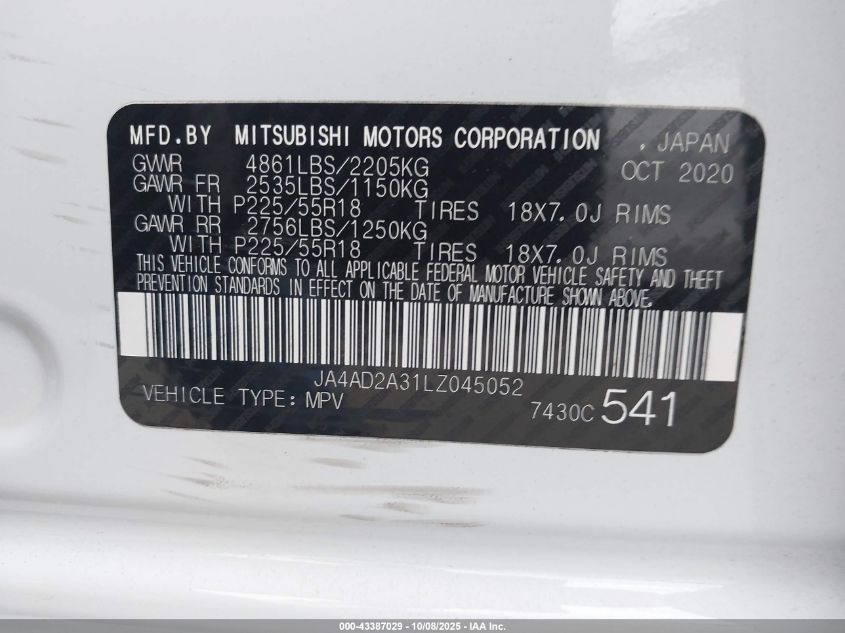 MFD.BY MITSUBISHI MOTORS CORPORATION , JAPAN
GVWR 4861LBS/2205KG OCT 2020
GAWR FR 2535LBS/1150KG
WITH P225/55R18 TIRES 18X7.0J RIMS
GAWR RR 2756LBS/1250KG
WITH P225/55R18 TIRES 18X7.0J RIMS
THIS VEHICLE CONFORMS TO ALL APPLICABLE FEDERAL MOTOR VEHICLE SAFETY AND THEFT
PREVENTION STANDARDS IN EFFECT ON THE DATE OF MANUFACTURE SHOWN ABOVE.
JA4AD2A31LZ045052
VEHICLE TYPE: MPV 7430C 541
000-43387029 - 10/08/2025 - IAA Inc.